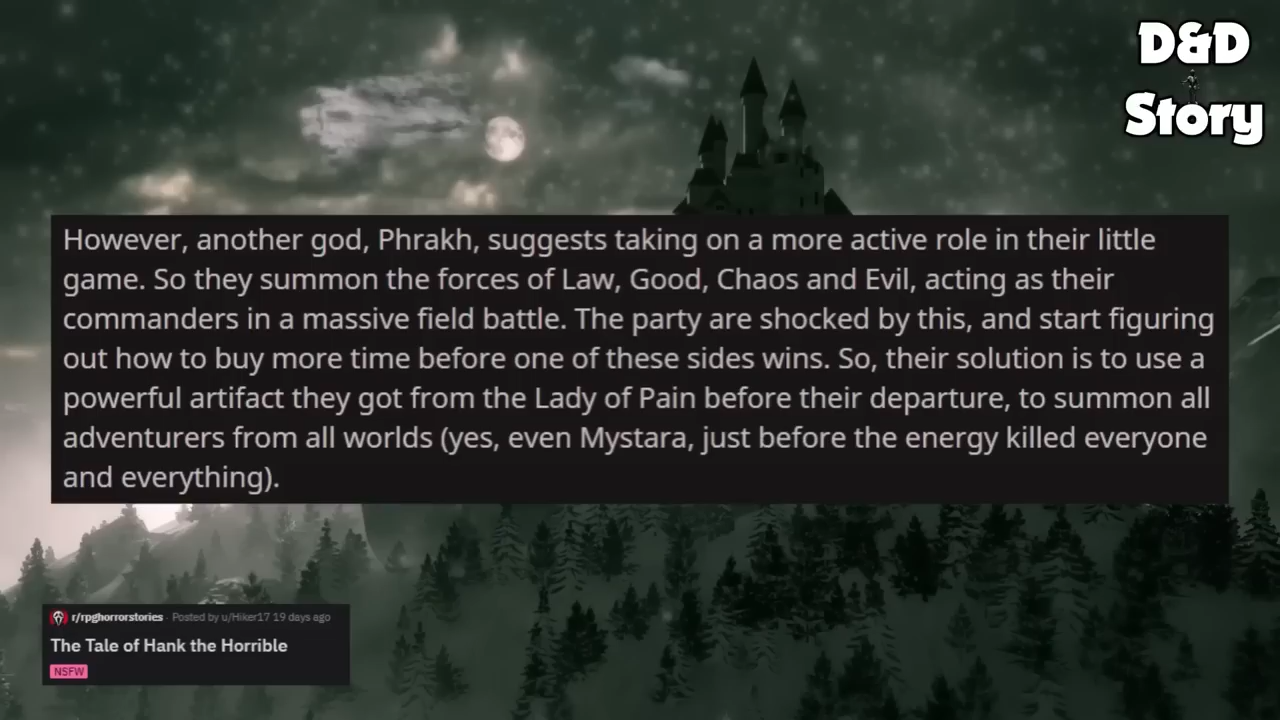 D&D
Story
However, another god, Phrakh, suggests taking on a more active role in their little
game. So they summon the forces of Law, Good, Chaos and Evil, acting as their
commanders in a massive field battle. The party are shocked by this, and start figuring
out how to buy more time before one of these sides wins. So, their solution is to use a
powerful artifact they got from the Lady of Pain before their departure, to summon all
adventurers from all worlds (yes, even Mystara, just before the energy killed everyone
and everything).
r/rpghorrorstories · Posted by u/Hiker17 19 days ago
The Tale of Hank the Horrible
NSFW